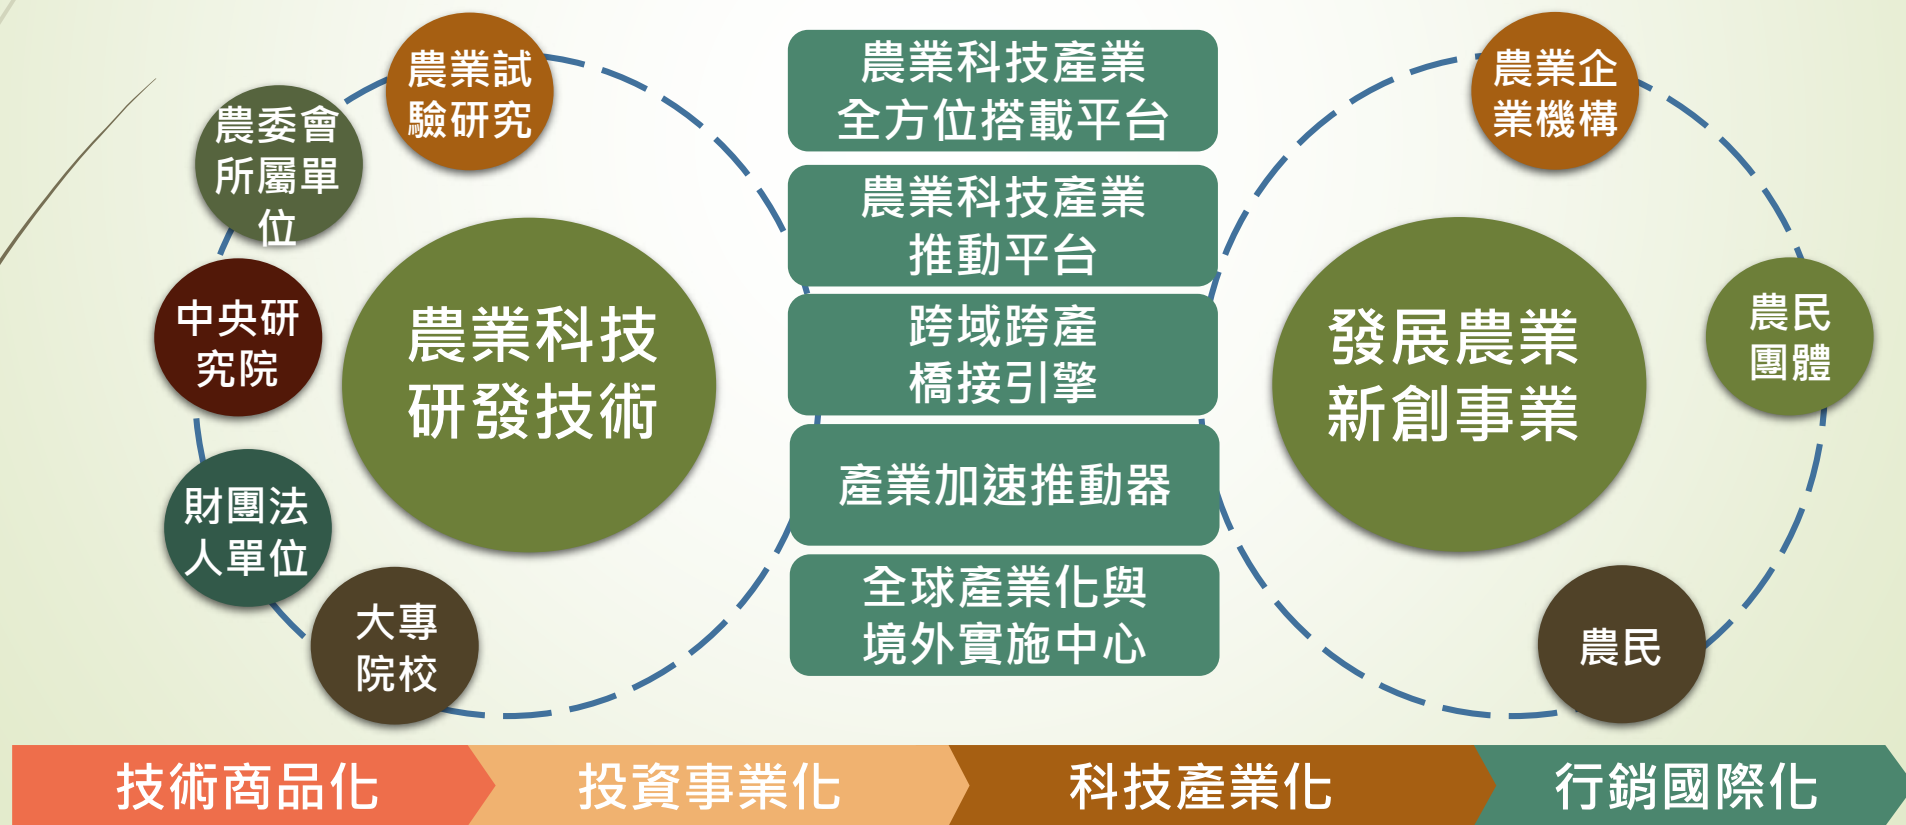 農業試
驗研究
農委會
所屬單
位
中央研
究院
財團法
人單位
大專
院校
農業科技
研發技術
農業科技產業
全方位搭載平台
農業科技產業
推動平台
跨域跨產
橋接引擎
產業加速推動器
全球產業化與
境外實施中心
發展農業
新創事業
農業企
業機構
農民
團體
農民
技術商品化
投資事業化
科技產業化
行銷國際化